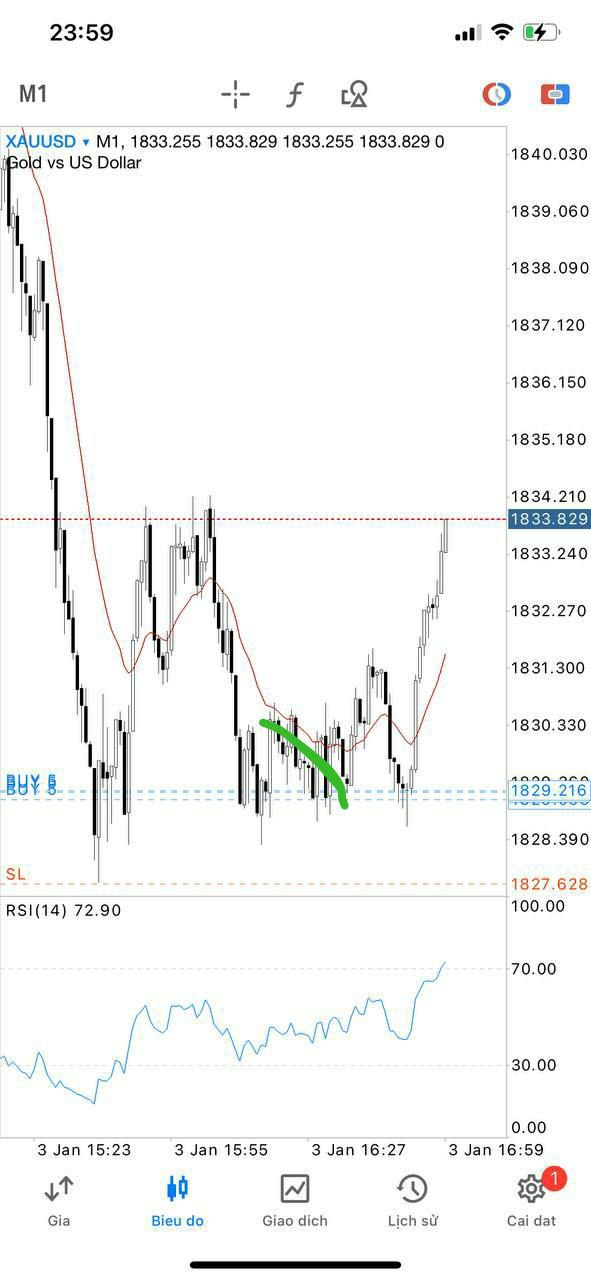 23:59
M1
XAUUSD M1, 1833.255 1833.829 1833.255 1833.829 0
Gold vs US Dollar
1840.030
1839.060
1838.090
1837.120
1836.150
1835.180
1834.210
1833.829
1833.240
1832.270
1831.300
1830.330
BUY 5
BUY 5
1829.216
1828.390
SL
1827.628
RSI(14) 72.90
100.00
70.00
30.00
0.00
3 Jan 15:23
3 Jan 15:55
3 Jan 16:27
3 Jan 16:59
1
Gia
Bieu do
Giao dich
Lịch sử
Cai dat